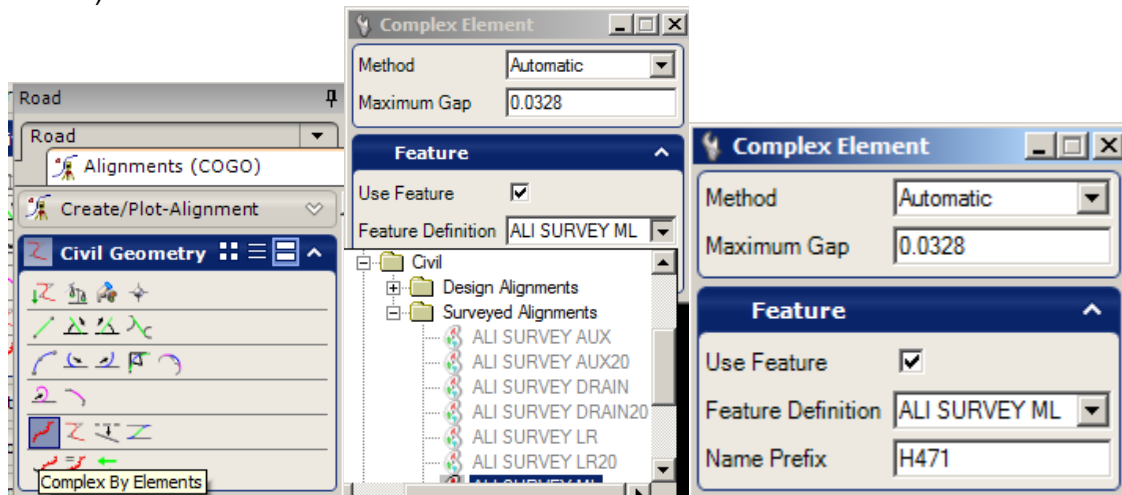 Road
Road
Alignments (COGO)
Create/Plot-Alignment
Civil Geometry
Complex By Elements
Complex Element
Method Automatic
Maximum Gap 0.0328
Feature
Use Feature
Feature Definition ALI SURVEY ML
Civil
Design Alignments
Surveyed Alignments
ALI SURVEY AUX
ALI SURVEY AUX20
ALI SURVEY DRAIN
ALI SURVEY DRAIN20
ALI SURVEY LR
ALI SURVEY LR20
ALI SURVEY ML
Complex Element
Method Automatic
Maximum Gap 0.0328
Feature
Use Feature
Feature Definition ALI SURVEY ML
Name Prefix H471